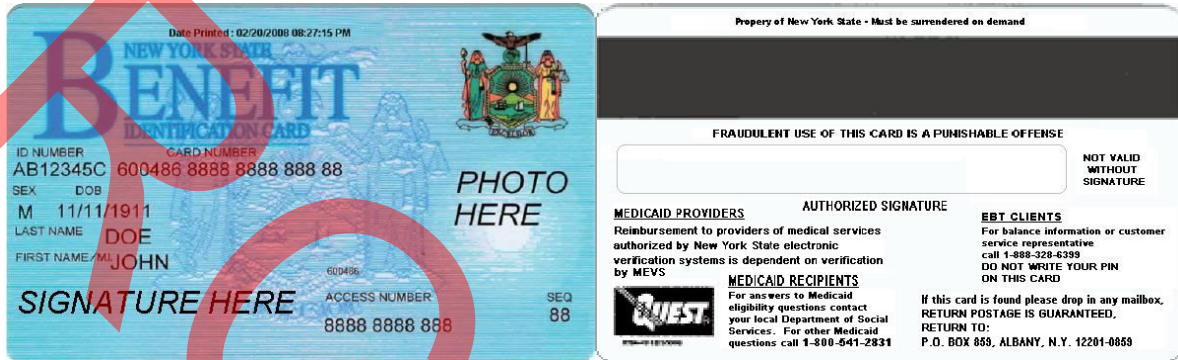 Date Printed : 02/20/2008 08:27:15 PM
NEW YORK STATE
BENEFIT
IDENTIFICATION CARD
ID NUMBER CARD NUMBER
AB12345C 600486 8888 8888 888 88
SEX DOB
M 11/11/1911
LAST NAME DOE
FIRST NAME/M.I. JOHN
PHOTO
HERE
600486
SIGNATURE HERE
ACCESS NUMBER SEQ
8888 8888 888 88
EXCELSIOR
Propery of New York State - Must be surrendered on demand
FRAUDULENT USE OF THIS CARD IS A PUNISHABLE OFFENSE
NOT VALID
WITHOUT
SIGNATURE
AUTHORIZED SIGNATURE
MEDICAID PROVIDERS
Reimbursement to providers of medical services
authorized by New York State electronic
verification systems is dependent on verification
by MEVS
MEDICAID RECIPIENTS
For answers to Medicaid
eligibility questions contact
your local Department of Social
Services. For other Medicaid
questions call 1-800-541-2831
QUEST
EBT CLIENTS
For balance information or customer
service representative
call 1-888-328-6399
DO NOT WRITE YOUR PIN
ON THIS CARD
If this card is found please drop in any mailbox,
RETURN POSTAGE IS GUARANTEED,
RETURN TO:
P.O. BOX 859, ALBANY, N.Y. 12201-0859